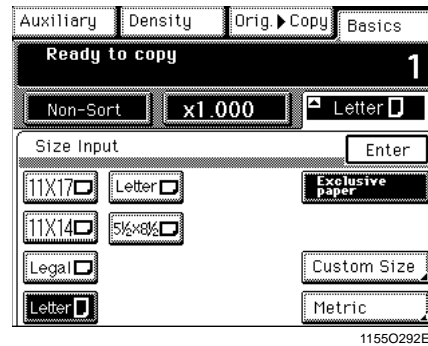 Auxiliary Density Orig.▶Copy Basics
Ready to copy
1
Non-Sort x1.000 Letter
Size Input Enter
11X17 Letter Exclusive
paper
11X14 5½x8½
Legal Custom Size
Letter Metric
1155O292E